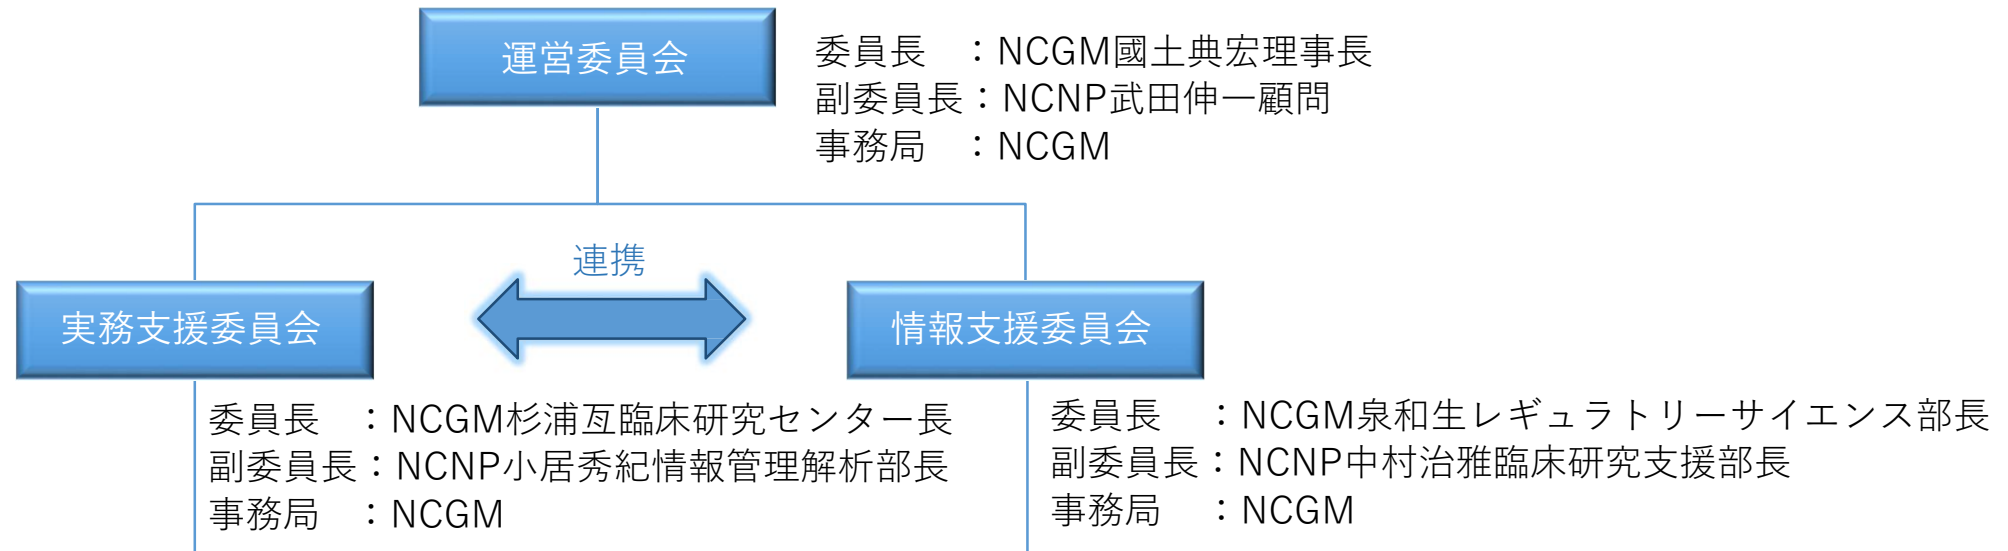 運営委員会
委員長　：NCGM國土典宏理事長
副委員長：NCNP武田伸一顧問
事務局　：NCGM
連携
実務支援委員会
委員長　：NCGM杉浦亙臨床研究センター長
副委員長：NCNP小居秀紀情報管理解析部長
事務局　：NCGM
情報支援委員会
委員長　：NCGM泉和生レギュラトリーサイエンス部長
副委員長：NCNP中村治雅臨床研究支援部長
事務局　：NCGM